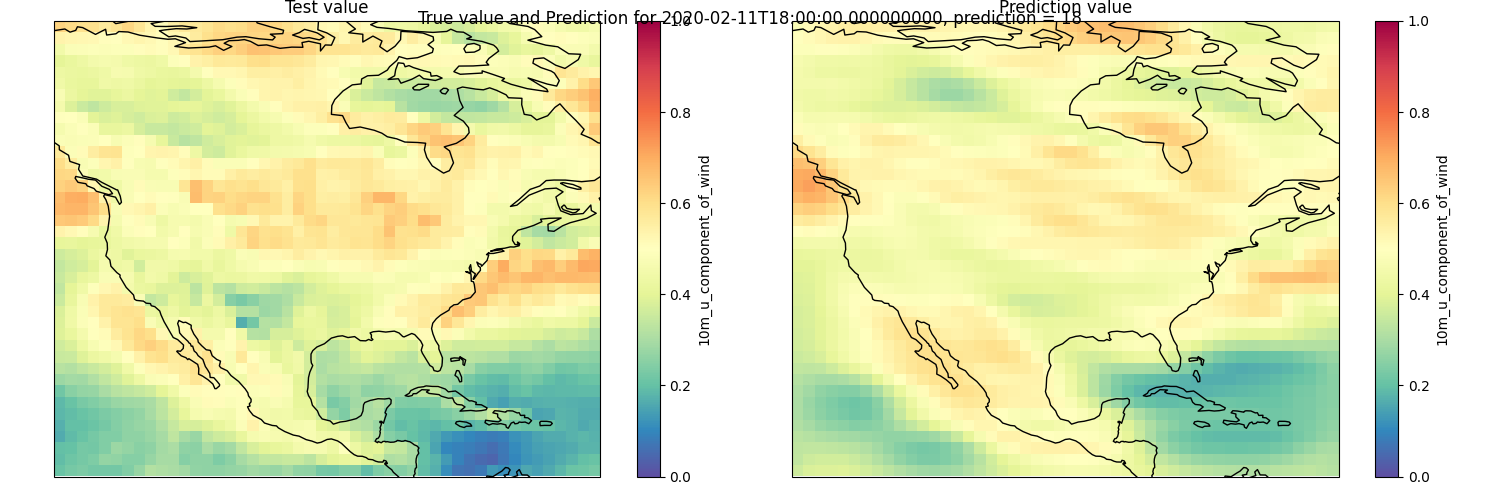 True value and Prediction for 2020-02-11T18:00:00.000000000, prediction = 18
Test value
Prediction value
1.0
0.8
0.6
0.4
0.2
0.0
10m_u_component_of_wind
1.0
0.8
0.6
0.4
0.2
0.0
10m_u_component_of_wind